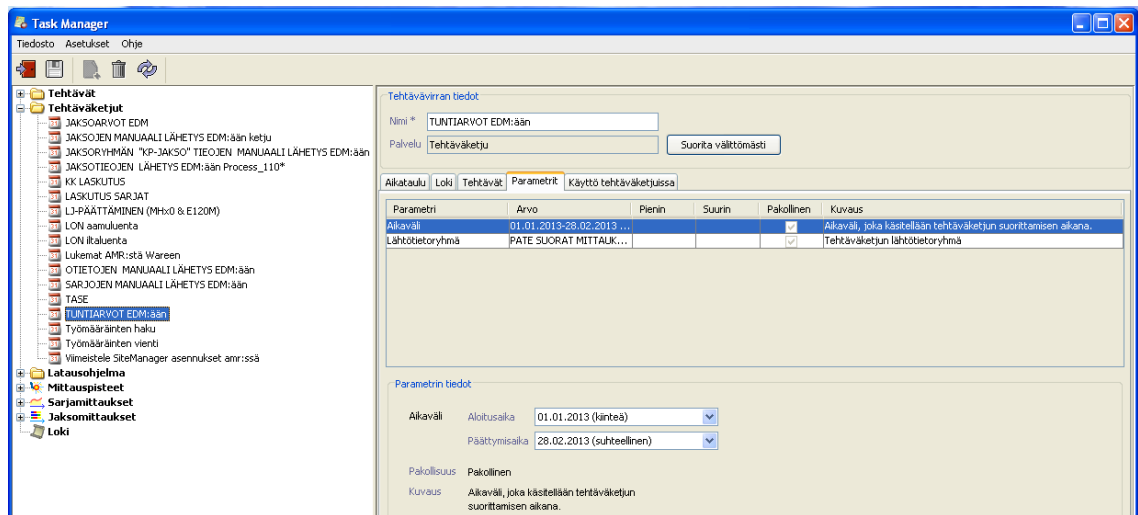 Task Manager
Tiedosto Asetukset Ohje
Tehtävät
Tehtäväketjut
JAKSOARVOT EDM
JAKSOJEN MANUAALI LÄHETYS EDM:ään ketju
JAKSORYHMÄN "KP-JAKSO" TIEOJEN MANUAALI LÄHETYS EDM:ään
JAKSOTIEOJEN LÄHETYS EDM:ään Process_110*
KK LASKUTUS
LASKUTUS SARJAT
LJ-PÄÄTTÄMINEN (MHx0 & E120M)
LON aamuluenta
LON iltaluenta
Lukemat AMR:stä Wareen
OTIETOJEN MANUAALI LÄHETYS EDM:ään
SARJOJEN MANUAALI LÄHETYS EDM:ään
TASE
TUNTIARVOT EDM:ään
Työmääräinten haku
Työmääräinten vienti
Viimeistele SiteManager asennukset amr:ssä
Latausohjelma
Mittauspisteet
Sarjamittaukset
Jaksomittaukset
Loki
Tehtävävirran tiedot
Nimi * TUNTIARVOT EDM:ään
Palvelu Tehtäväketju Suorita välittömästi
Aikataulu Loki Tehtävät Parametrit Käyttö tehtäväketjuissa
Parametri Arvo Pienin Suurin Pakollinen Kuvaus
Aikaväli 01.01.2013-28.02.2013 ... Aikaväli, joka käsitellään tehtäväketjun suorittamisen aikana.
Lähtötietoryhmä PATE SUORAT MITTAUK... Tehtäväketjun lähtötietoryhmä
Parametrin tiedot
Aikaväli Aloitusaika 01.01.2013 (kiinteä)
Päättymisaika 28.02.2013 (suhteellinen)
Pakollisuus Pakollinen
Kuvaus Aikaväli, joka käsitellään tehtäväketjun
suorittamisen aikana.